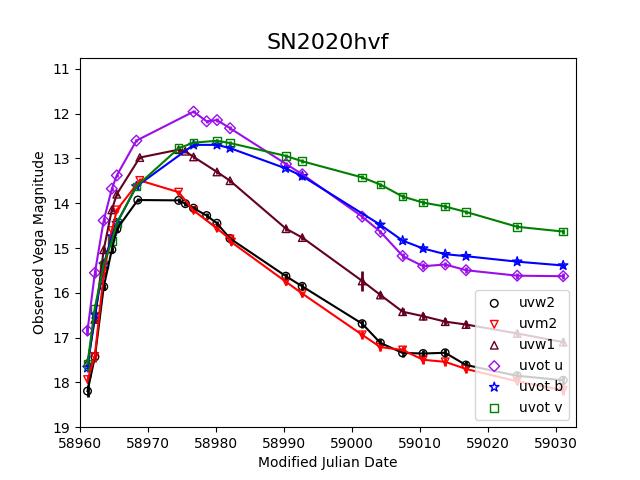 SN2020hvf
11
12
13
14
15
16
17
18
19
Observed Vega Magnitude
58960 58970 58980 58990 59000 59010 59020 59030
Modified Julian Date
uvw2
uvm2
uvw1
uvot u
uvot b
uvot v